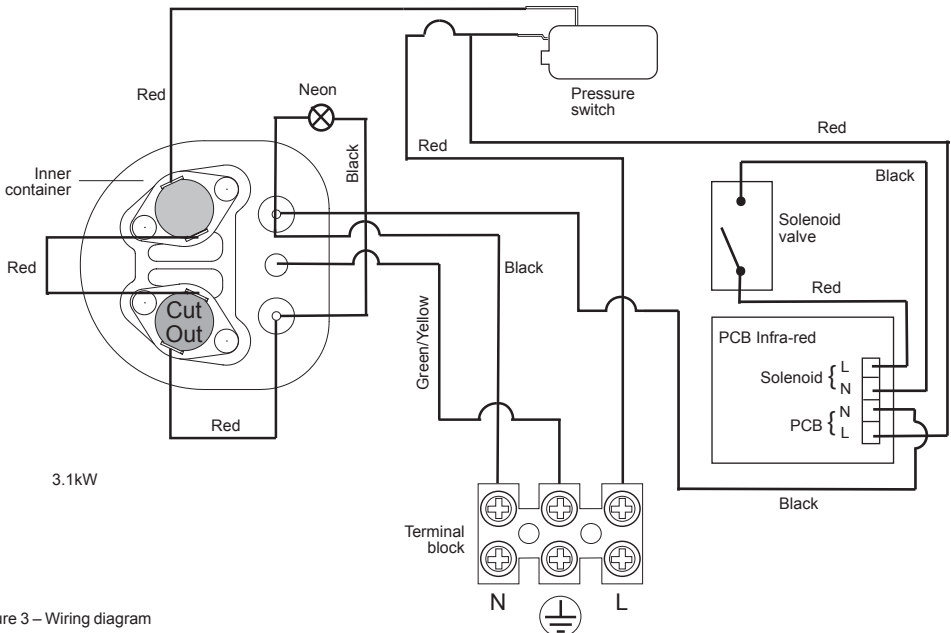 Neon
Red
Pressure
switch
Red
Red
Black
Black
Inner
container
Solenoid
valve
Red
Black
Red
Cut
Out
Green/Yellow
PCB Infra-red
Solenoid { L
N
PCB { N
L
Red
3.1kW
Black
Terminal
block
N
L
ure 3 – Wiring diagram